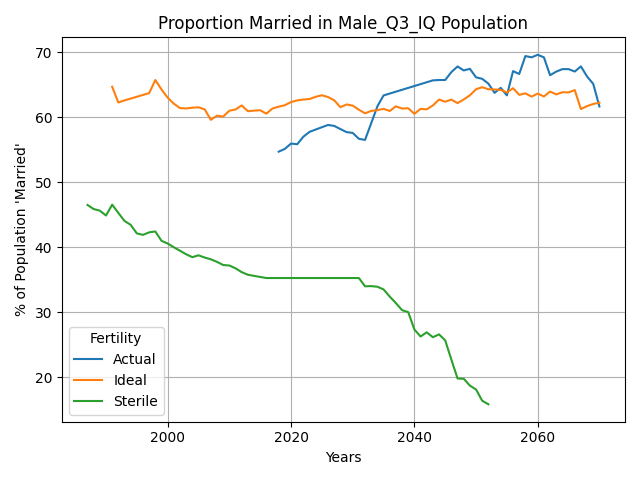 Proportion Married in Male_Q3_IQ Population
% of Population 'Married'
70
60
50
40
30
20
Fertility
Actual
Ideal
Sterile
2000
2020
2040
2060
Years